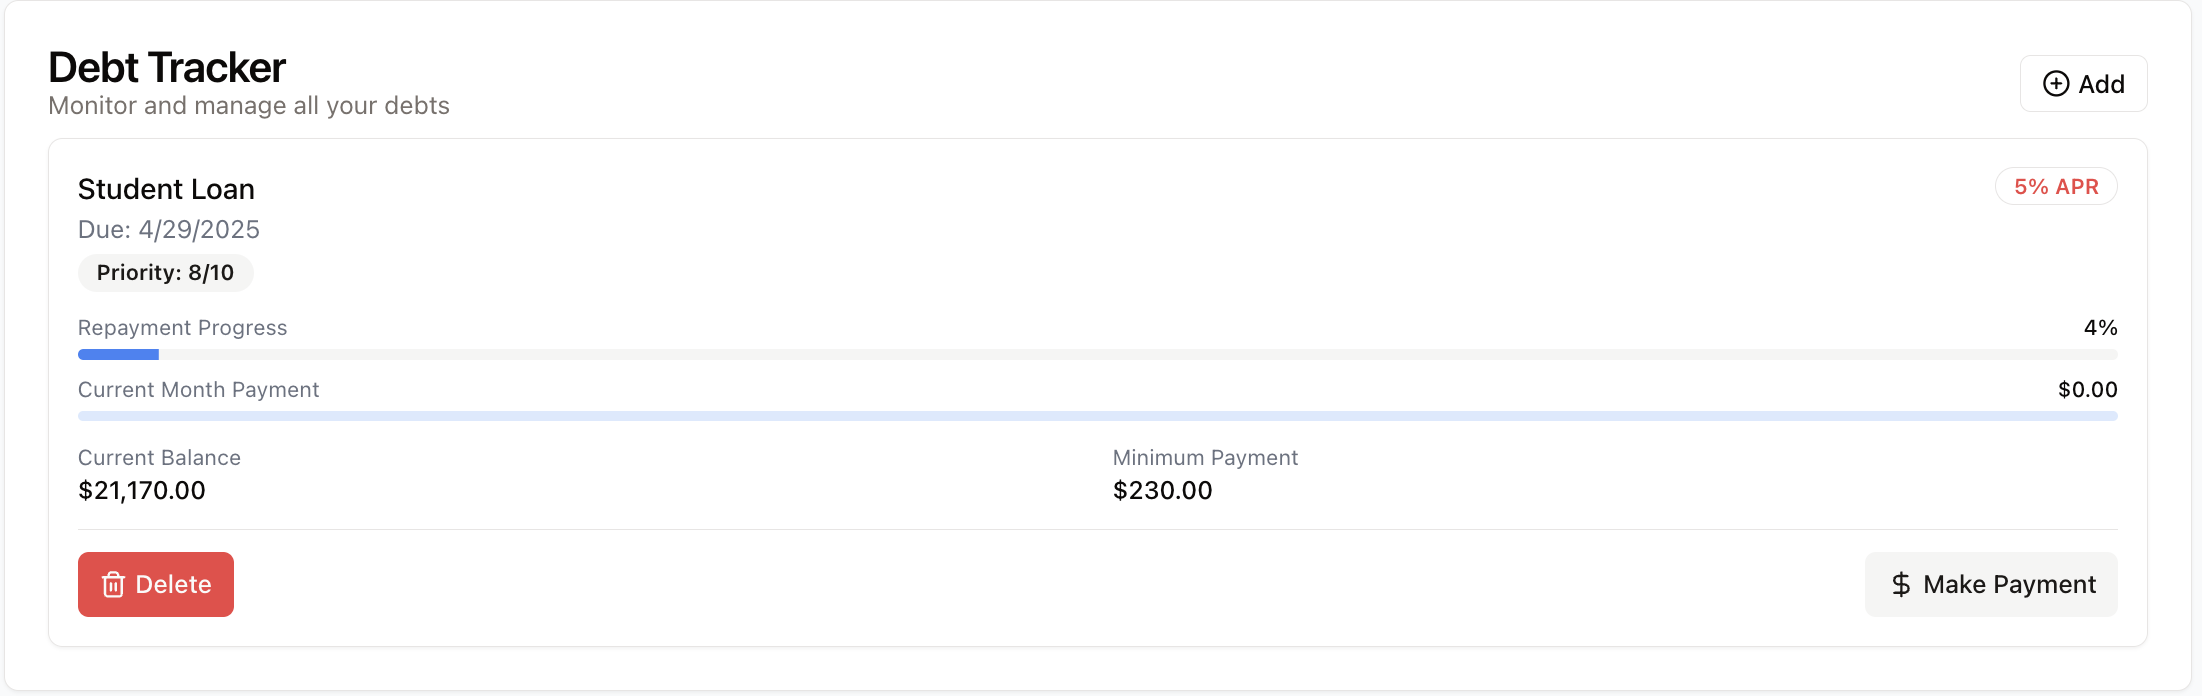 Debt Tracker
Monitor and manage all your debts
Add
Student Loan
5% APR
Due: 4/29/2025
Priority: 8/10
Repayment Progress
4%
Current Month Payment
$0.00
Current Balance
Minimum Payment
$21,170.00
$230.00
Delete
$ Make Payment